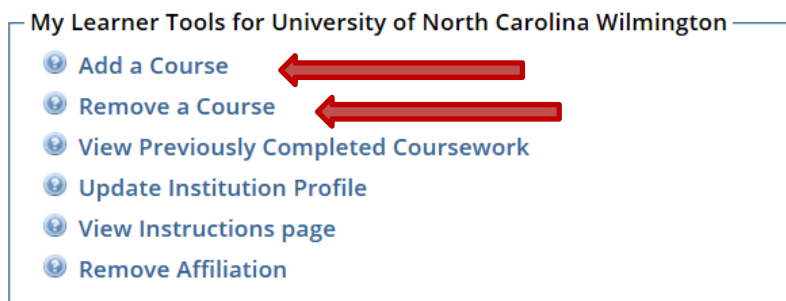 My Learner Tools for University of North Carolina Wilmington
Add a Course
Remove a Course
View Previously Completed Coursework
Update Institution Profile
View Instructions page
Remove Affiliation